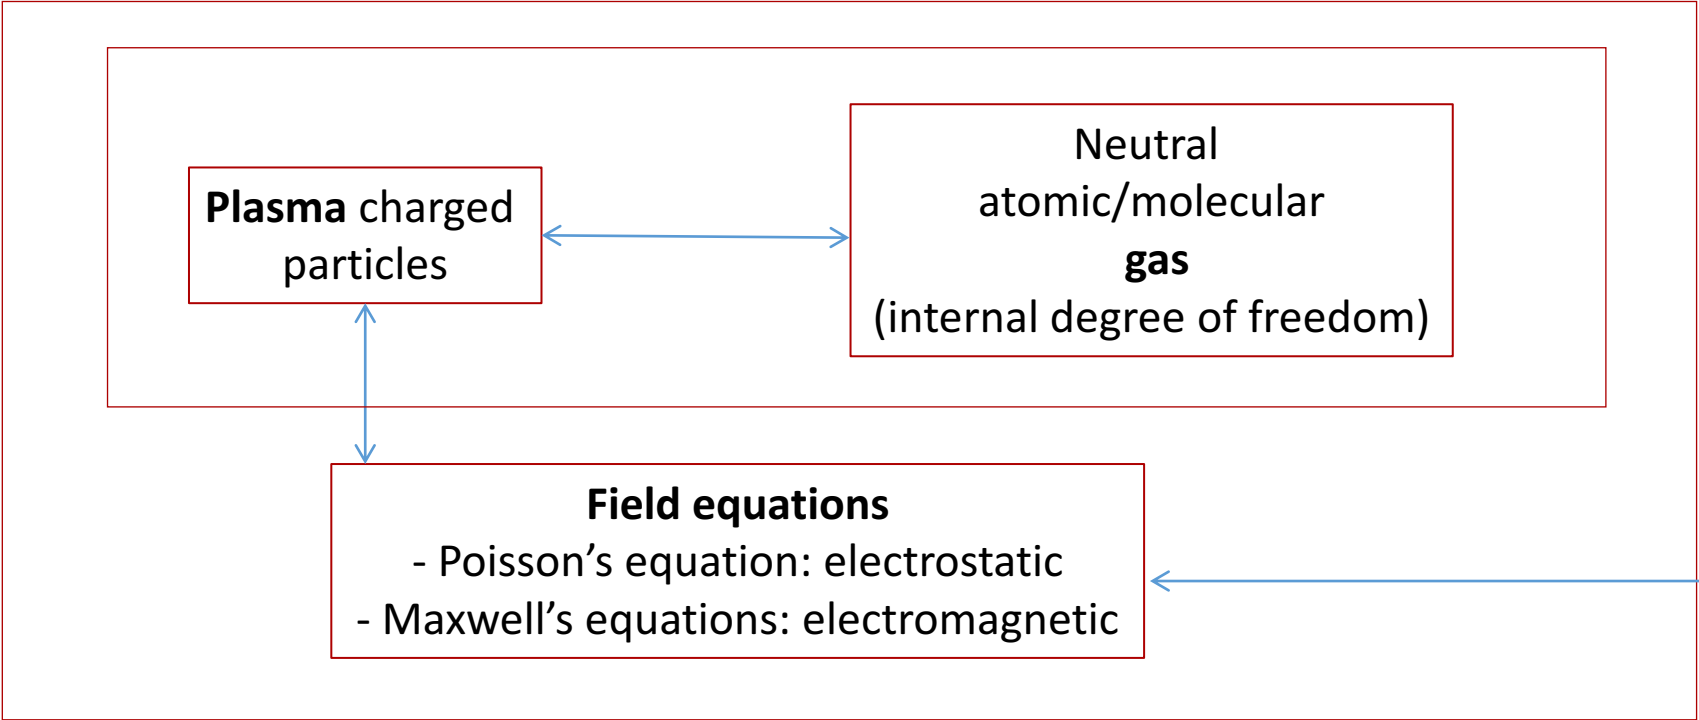 Plasma charged
particles
Neutral
atomic/molecular
gas
(internal degree of freedom)
Field equations
- Poisson’s equation: electrostatic
- Maxwell’s equations: electromagnetic